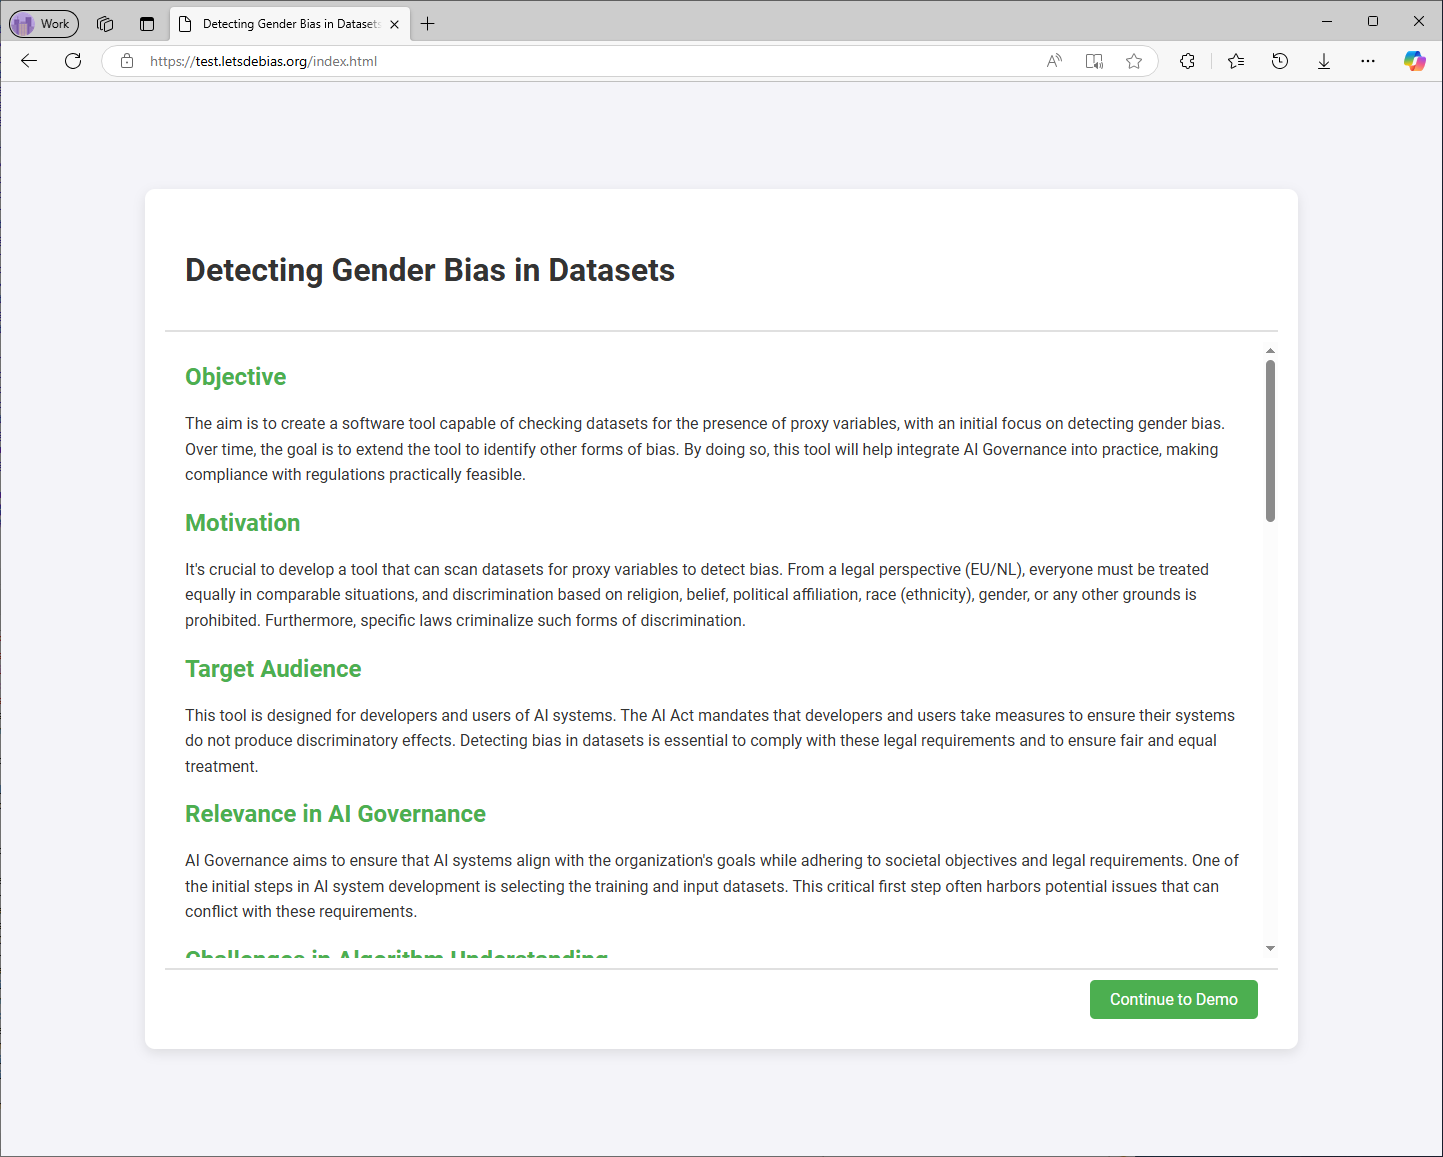 Work
Detecting Gender Bias in Datasets
https://test.letsdebias.org/index.html
Detecting Gender Bias in Datasets
Objective
The aim is to create a software tool capable of checking datasets for the presence of proxy variables, with an initial focus on detecting gender bias.
Over time, the goal is to extend the tool to identify other forms of bias. By doing so, this tool will help integrate AI Governance into practice, making
compliance with regulations practically feasible.
Motivation
It's crucial to develop a tool that can scan datasets for proxy variables to detect bias. From a legal perspective (EU/NL), everyone must be treated
equally in comparable situations, and discrimination based on religion, belief, political affiliation, race (ethnicity), gender, or any other grounds is
prohibited. Furthermore, specific laws criminalize such forms of discrimination.
Target Audience
This tool is designed for developers and users of AI systems. The AI Act mandates that developers and users take measures to ensure their systems
do not produce discriminatory effects. Detecting bias in datasets is essential to comply with these legal requirements and to ensure fair and equal
treatment.
Relevance in AI Governance
AI Governance aims to ensure that AI systems align with the organization's goals while adhering to societal objectives and legal requirements. One of
the initial steps in AI system development is selecting the training and input datasets. This critical first step often harbors potential issues that can
conflict with these requirements.
Challenges in Algorithm Understanding
Continue to Demo